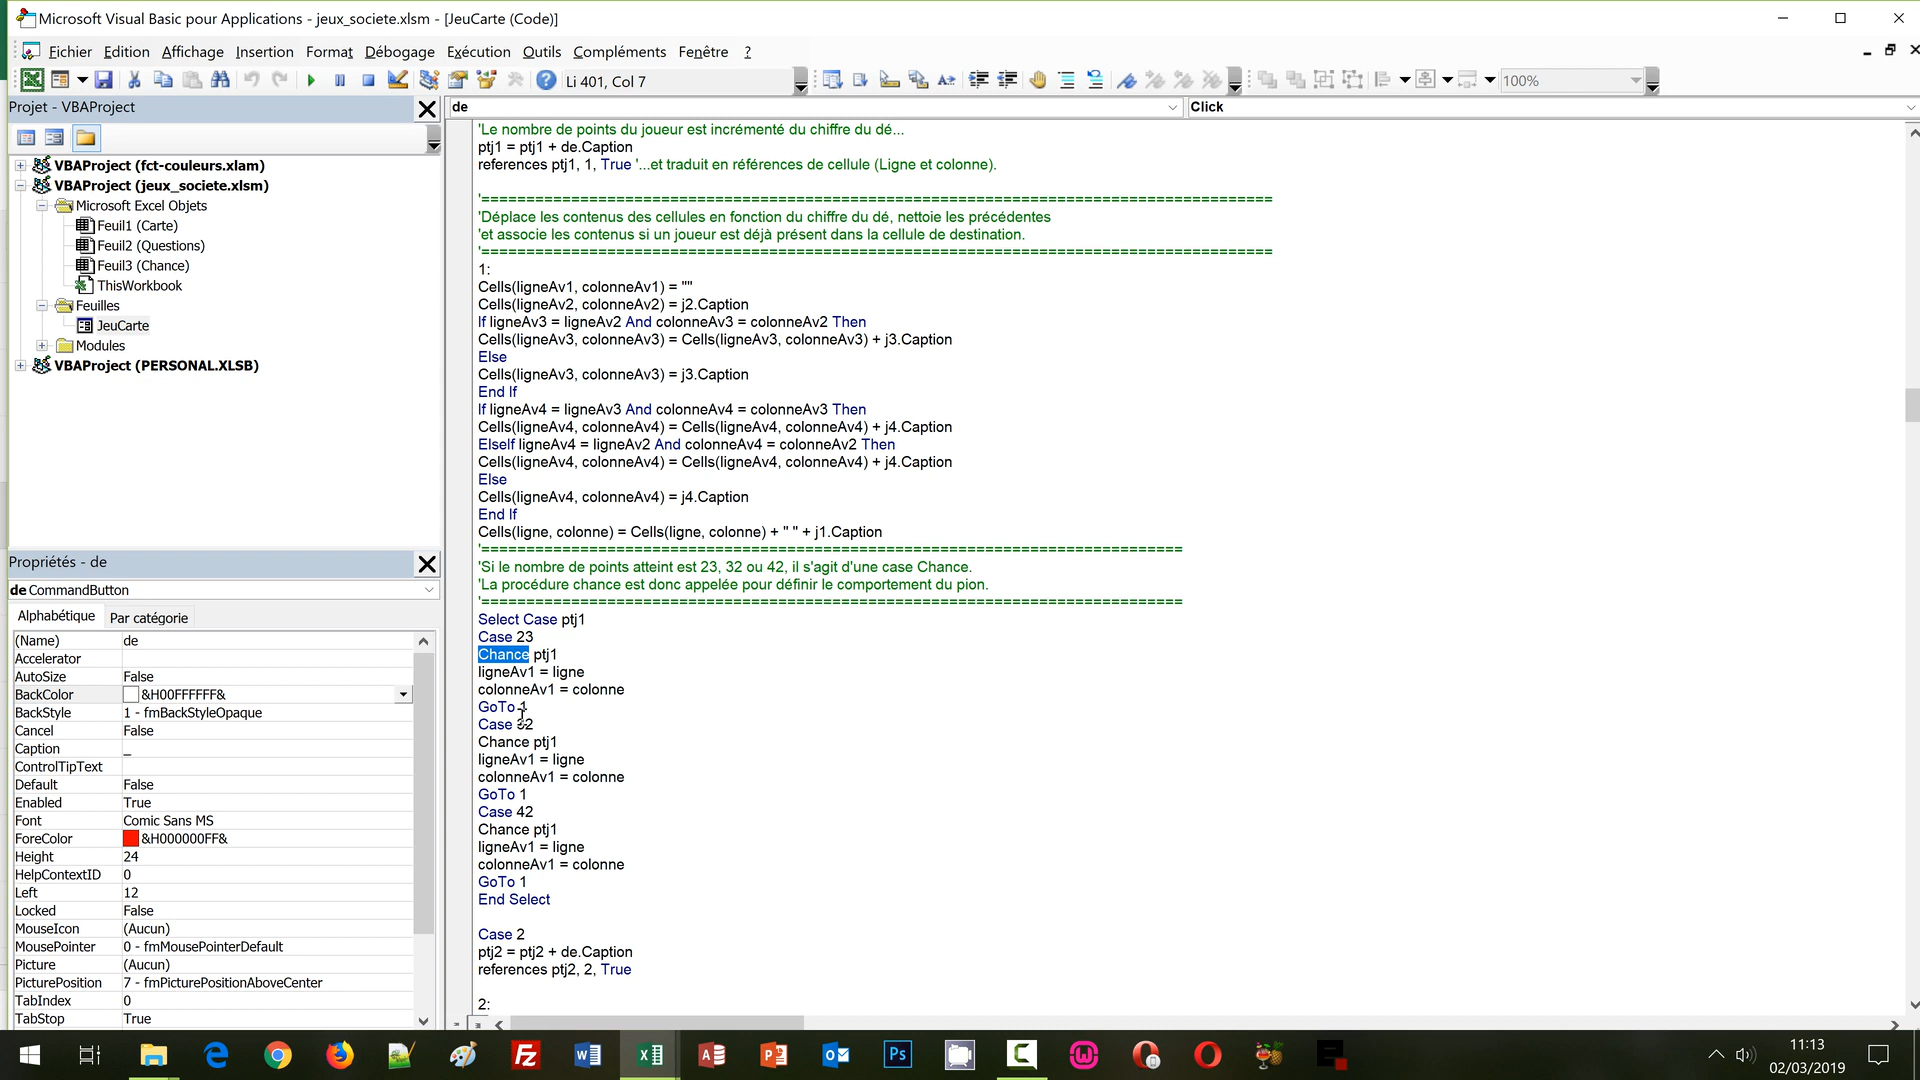 Microsoft Visual Basic pour Applications - jeux_societe.xlsm - [JeuCarte (Code)]
Fichier Edition Affichage Insertion Format Débogage Exécution Outils Compléments Fenêtre ?
Li 401, Col 7
100%
Projet - VBAProject
VBAProject (fct-couleurs.xlam)
VBAProject (jeux_societe.xlsm)
Microsoft Excel Objets
Feuil1 (Carte)
Feuil2 (Questions)
Feuil3 (Chance)
ThisWorkbook
Feuilles
JeuCarte
Modules
VBAProject (PERSONAL.XLSB)
Propriétés - de
de CommandButton
Alphabétique Par catégorie
(Name) de
Accelerator
AutoSize False
BackColor &H00FFFFFF&
BackStyle 1 - fmBackStyleOpaque
Cancel False
Caption _
ControlTipText
Default False
Enabled True
Font Comic Sans MS
ForeColor &H000000FF&
Height 24
HelpContextID 0
Left 12
Locked False
MouseIcon (Aucun)
MousePointer 0 - fmMousePointerDefault
Picture (Aucun)
PicturePosition 7 - fmPicturePositionAboveCenter
TabIndex 0
TabStop True
de Click
'Le nombre de points du joueur est incrémenté du chiffre du dé...
ptj1 = ptj1 + de.Caption
references ptj1, 1, True '...et traduit en références de cellule (Ligne et colonne).
'========================================================================================
'Déplace les contenus des cellules en fonction du chiffre du dé, nettoie les précédentes
'et associe les contenus si un joueur est déjà présent dans la cellule de destination.
'========================================================================================
1:
Cells(ligneAv1, colonneAv1) = ""
Cells(ligneAv2, colonneAv2) = j2.Caption
If ligneAv3 = ligneAv2 And colonneAv3 = colonneAv2 Then
Cells(ligneAv3, colonneAv3) = Cells(ligneAv3, colonneAv3) + j3.Caption
Else
Cells(ligneAv3, colonneAv3) = j3.Caption
End If
If ligneAv4 = ligneAv3 And colonneAv4 = colonneAv3 Then
Cells(ligneAv4, colonneAv4) = Cells(ligneAv4, colonneAv4) + j4.Caption
ElseIf ligneAv4 = ligneAv2 And colonneAv4 = colonneAv2 Then
Cells(ligneAv4, colonneAv4) = Cells(ligneAv4, colonneAv4) + j4.Caption
Else
Cells(ligneAv4, colonneAv4) = j4.Caption
End If
Cells(ligne, colonne) = Cells(ligne, colonne) + " " + j1.Caption
'==============================================================================
'Si le nombre de points atteint est 23, 32 ou 42, il s'agit d'une case Chance.
'La procédure chance est donc appelée pour définir le comportement du pion.
'==============================================================================
Select Case ptj1
Case 23
Chance ptj1
ligneAv1 = ligne
colonneAv1 = colonne
GoTo 1
Case 32
Chance ptj1
ligneAv1 = ligne
colonneAv1 = colonne
GoTo 1
Case 42
Chance ptj1
ligneAv1 = ligne
colonneAv1 = colonne
GoTo 1
End Select
Case 2
ptj2 = ptj2 + de.Caption
references ptj2, 2, True
2:
11:13
02/03/2019